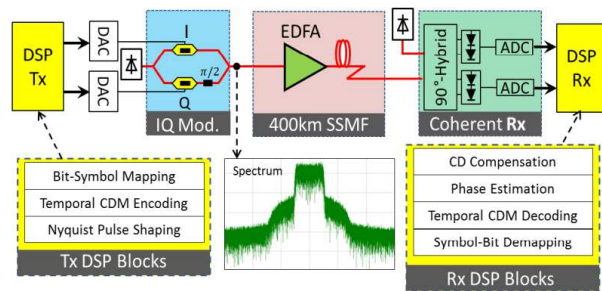 DSP
Tx
DAC
DAC
I
π/2
Q
IQ Mod.
EDFA
400km SSMF
90°-Hybrid
ADC
ADC
Coherent Rx
DSP
Rx
Bit-Symbol Mapping
Temporal CDM Encoding
Nyquist Pulse Shaping
Tx DSP Blocks
Spectrum
CD Compensation
Phase Estimation
Temporal CDM Decoding
Symbol-Bit Demapping
Rx DSP Blocks